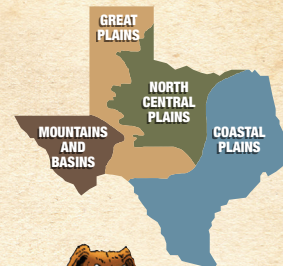 GREAT
PLAINS
NORTH
CENTRAL
PLAINS
MOUNTAINS
AND
BASINS
COASTAL
PLAINS